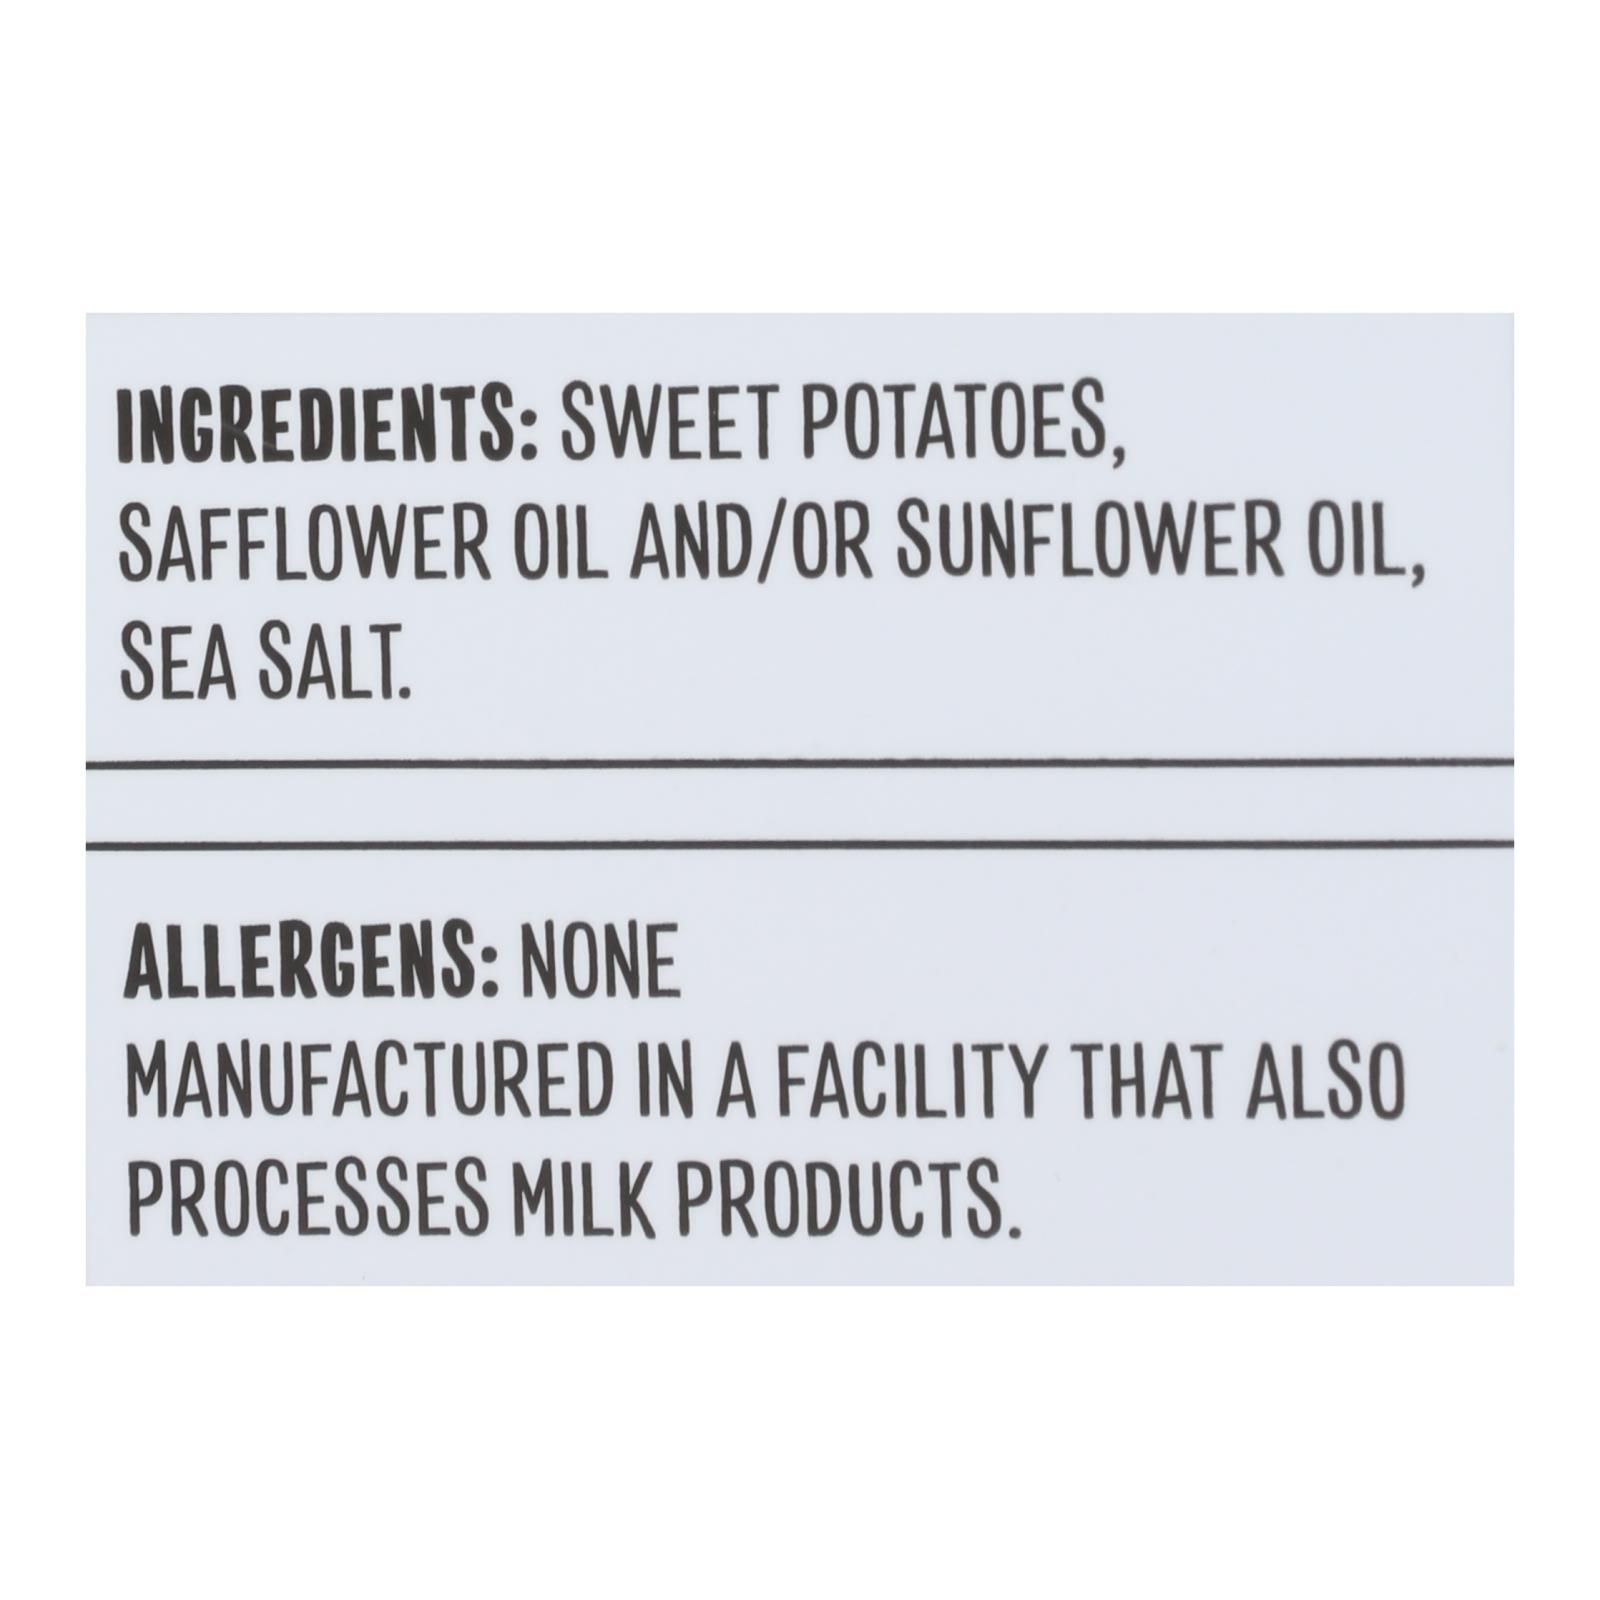 INGREDIENTS: SWEET POTATOES,
SAFFLOWER OIL AND/OR SUNFLOWER OIL,
SEA SALT.
ALLERGENS: NONE
MANUFACTURED IN A FACILITY THAT ALSO
PROCESSES MILK PRODUCTS.